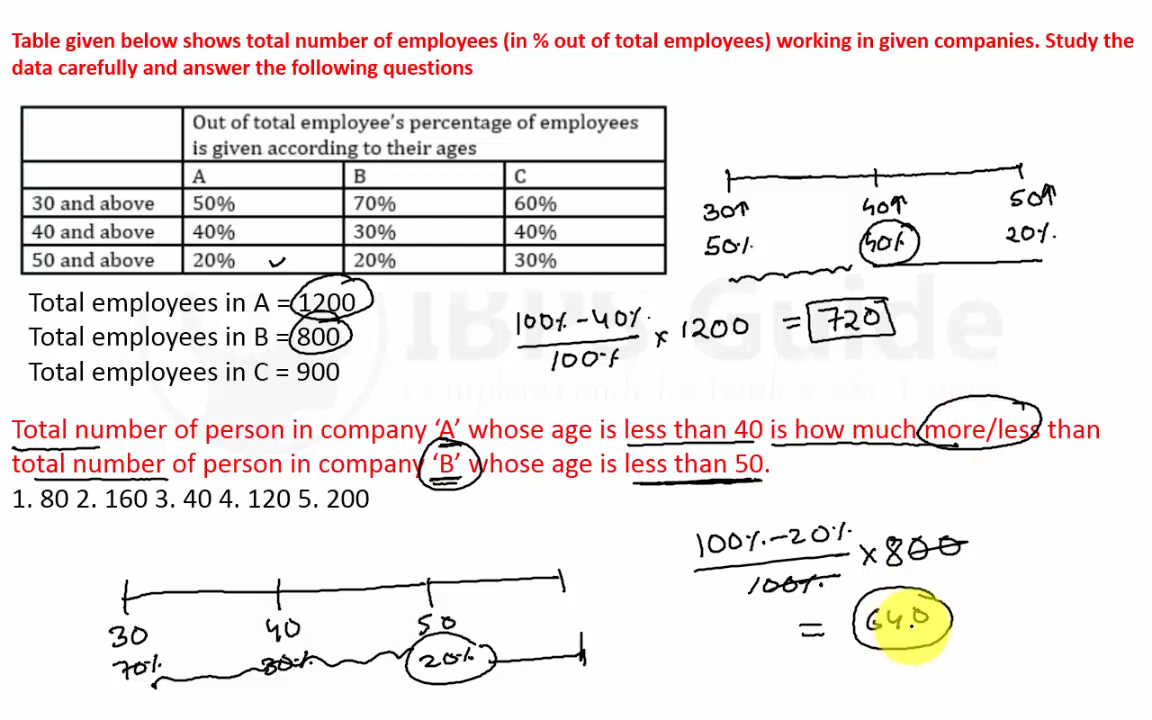 Table given below shows total number of employees (in % out of total employees) working in given companies. Study the
data carefully and answer the following questions
Out of total employee's percentage of employees
is given according to their ages
A B C
30 and above 50% 70% 60%
40 and above 40% 30% 40%
50 and above 20% 20% 30%
30↑ 40↑ 50↑
50% 40% 20%
Total employees in A = 1200
Total employees in B = 800
Total employees in C = 900
100% - 40%
100% × 1200 = 720
IBPS Guide
Total number of person in company ‘A’ whose age is less than 40 is how much more/less than
total number of person in company ‘B’ whose age is less than 50.
1. 80 2. 160 3. 40 4. 120 5. 200
100% - 20%
100% × 800
= 640
30 40 50
70% 30% 20%